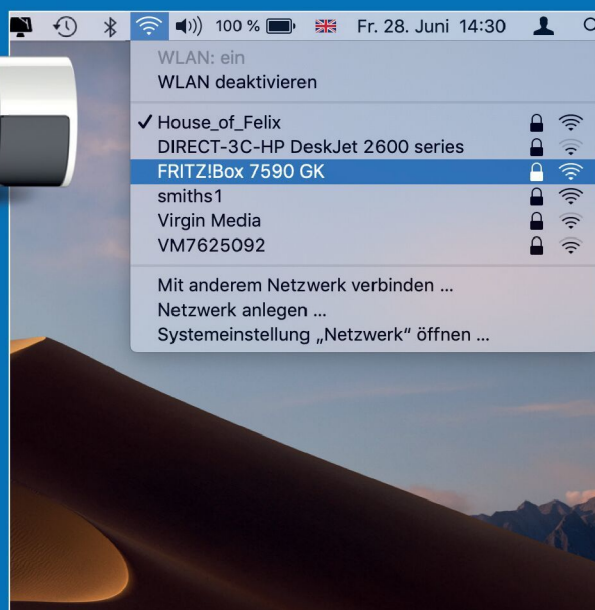 100 % Fr. 28. Juni 14:30
WLAN: ein
WLAN deaktivieren
House_of_Felix
DIRECT-3C-HP DeskJet 2600 series
FRITZ!Box 7590 GK
smiths1
Virgin Media
VM7625092
Mit anderem Netzwerk verbinden ...
Netzwerk anlegen ...
Systemeinstellung „Netzwerk“ öffnen ...